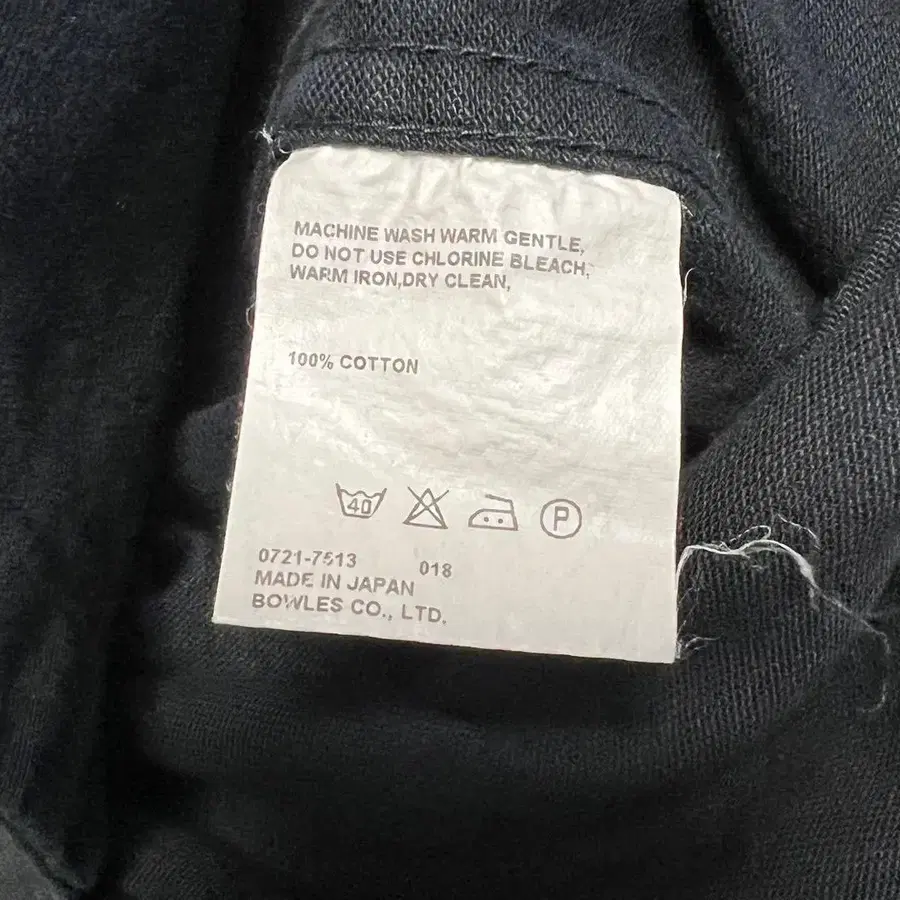 MACHINE WASH WARM GENTLE,
DO NOT USE CHLORINE BLEACH,
WARM IRON,DRY CLEAN,
100% COTTON
40 P
0721-7513 018
MADE IN JAPAN
BOWLES CO., LTD.